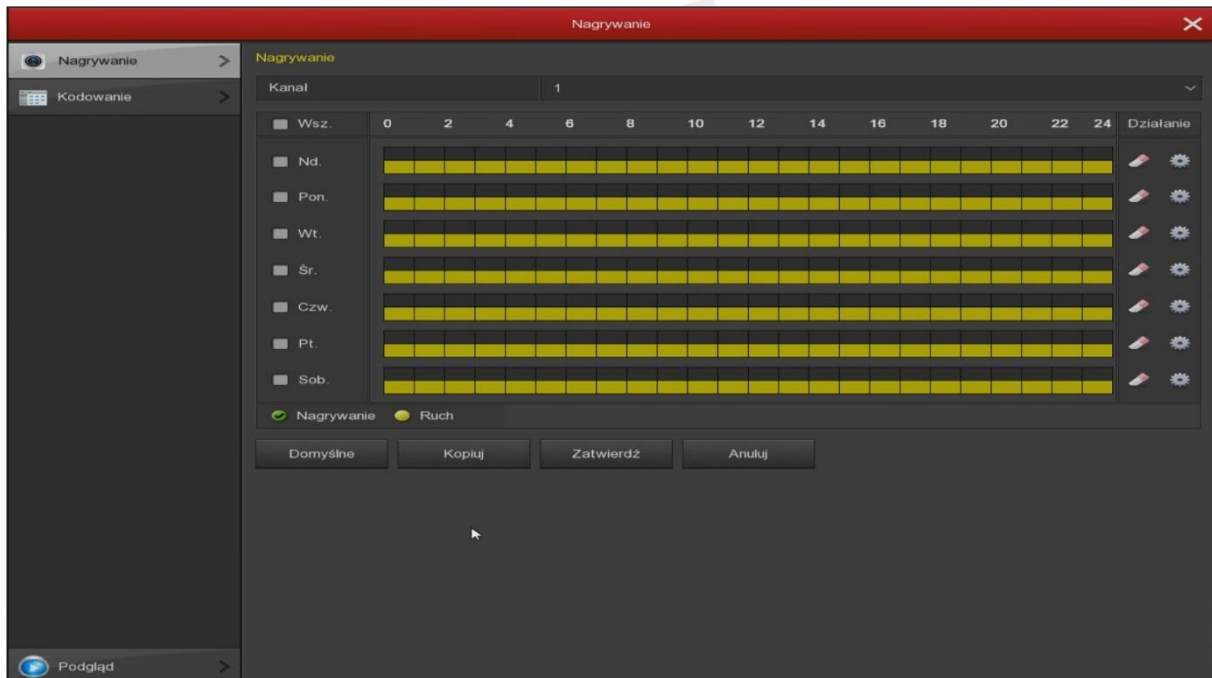 Nagrywanie
Nagrywanie
Kodowanie
Podgląd
Nagrywanie
Kanał 1
Wsz. 0 2 4 6 8 10 12 14 16 18 20 22 24 Działanie
Nd.
Pon.
Wt.
Śr.
Czw.
Pt.
Sob.
Nagrywanie Ruch
Domyślne Kopiuj Zatwierdź Anuluj